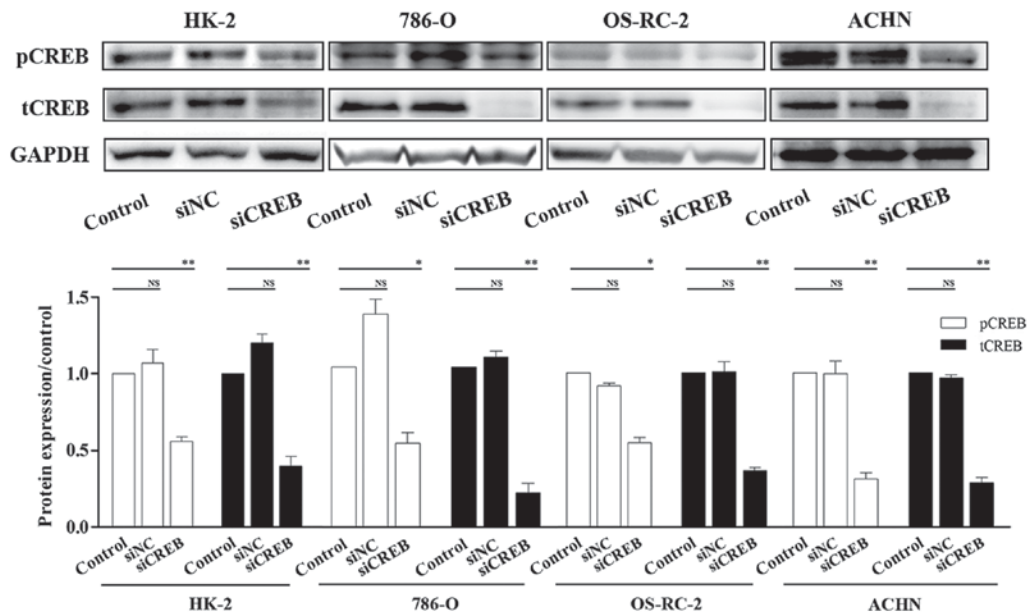 HK-2 786-O OS-RC-2 ACHN
pCREB
tCREB
GAPDH
Control siNC siCREB Control siNC siCREB Control siNC siCREB Control siNC siCREB
** ** * ** * ** ** **
NS NS NS NS NS NS NS NS
Protein expression/control
1.5
1.0
0.5
0.0
pCREB
tCREB
Control siNC siCREB Control siNC siCREB Control siNC siCREB Control siNC siCREB Control siNC siCREB Control siNC siCREB Control siNC siCREB Control siNC siCREB
HK-2 786-O OS-RC-2 ACHN